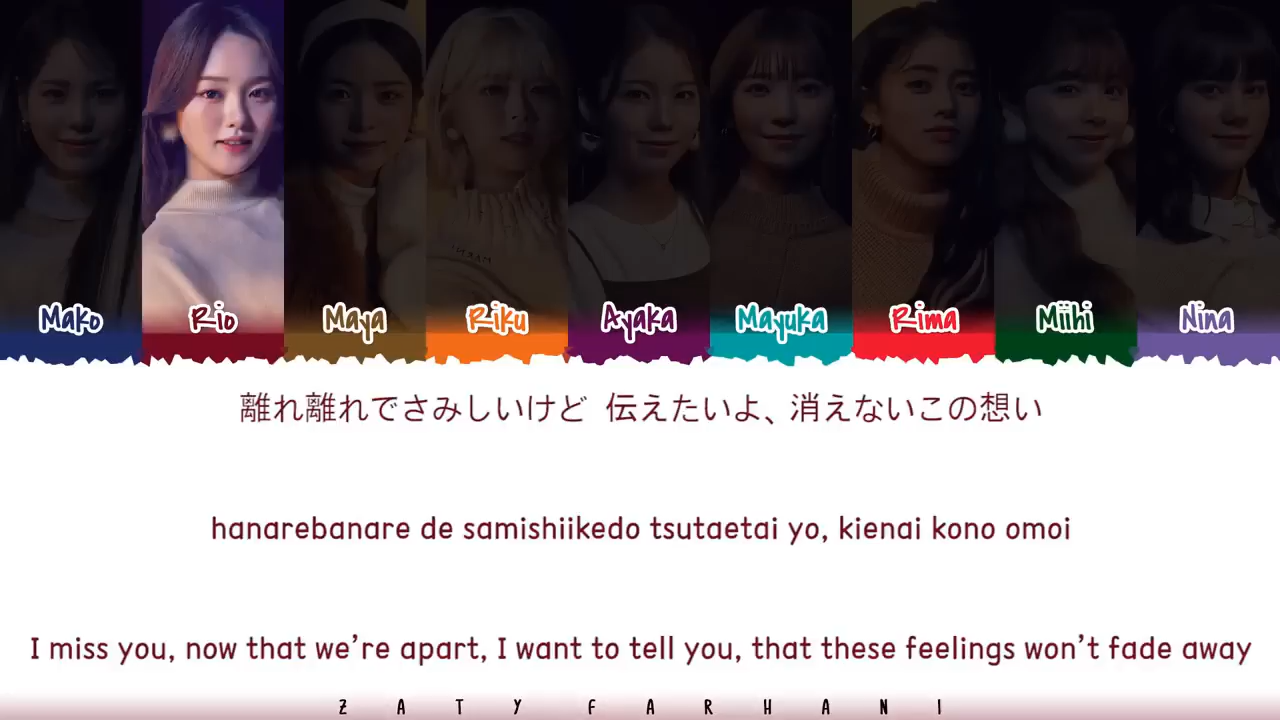 Mako Rio Maya Riku Ayaka Mayuka Rima Miihi Nina
離れ離れでさみしいけど 伝えたいよ、消えないこの想い
hanarebanare de samishiikedo tsutaetai yo, kienai kono omoi
I miss you, now that we’re apart, I want to tell you, that these feelings won’t fade away
ZATY FARHANI